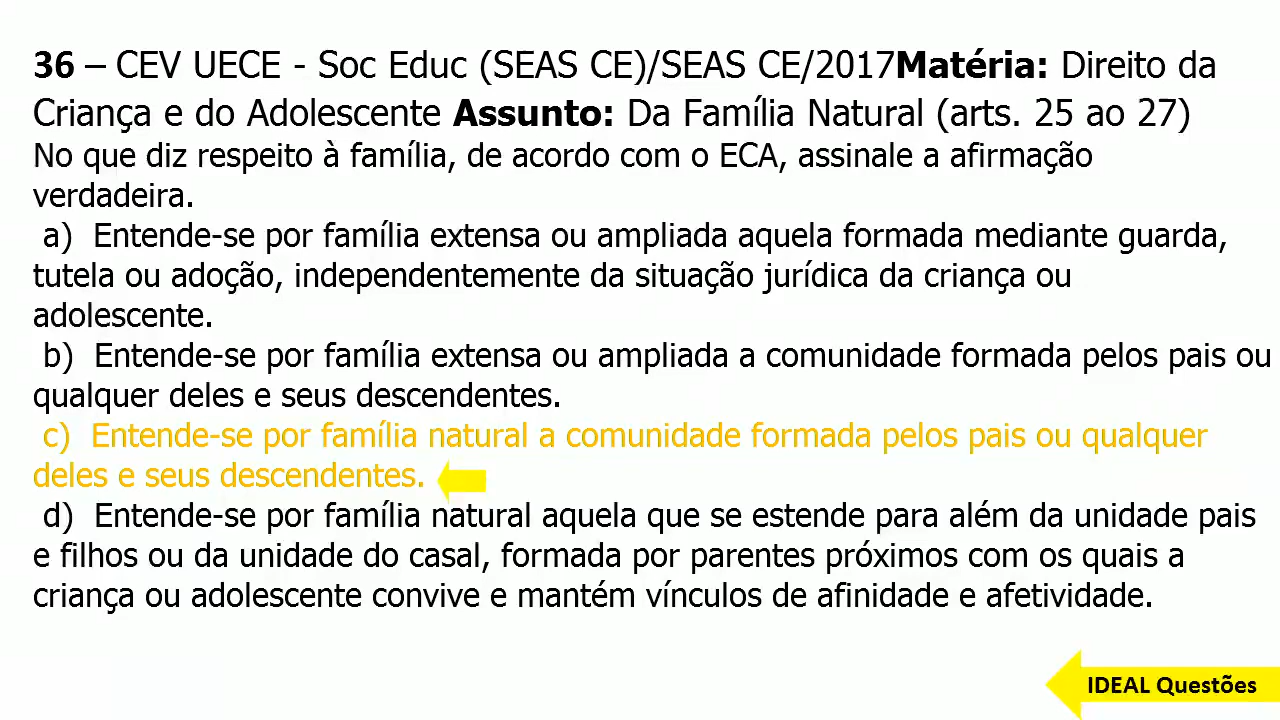 36 – CEV UECE - Soc Educ (SEAS CE)/SEAS CE/2017Matéria: Direito da
Criança e do Adolescente Assunto: Da Família Natural (arts. 25 ao 27)
No que diz respeito à família, de acordo com o ECA, assinale a afirmação
verdadeira.
a) Entende-se por família extensa ou ampliada aquela formada mediante guarda,
tutela ou adoção, independentemente da situação jurídica da criança ou
adolescente.
b) Entende-se por família extensa ou ampliada a comunidade formada pelos pais ou
qualquer deles e seus descendentes.
c) Entende-se por família natural a comunidade formada pelos pais ou qualquer
deles e seus descendentes.
d) Entende-se por família natural aquela que se estende para além da unidade pais
e filhos ou da unidade do casal, formada por parentes próximos com os quais a
criança ou adolescente convive e mantém vínculos de afinidade e afetividade.
IDEAL Questões